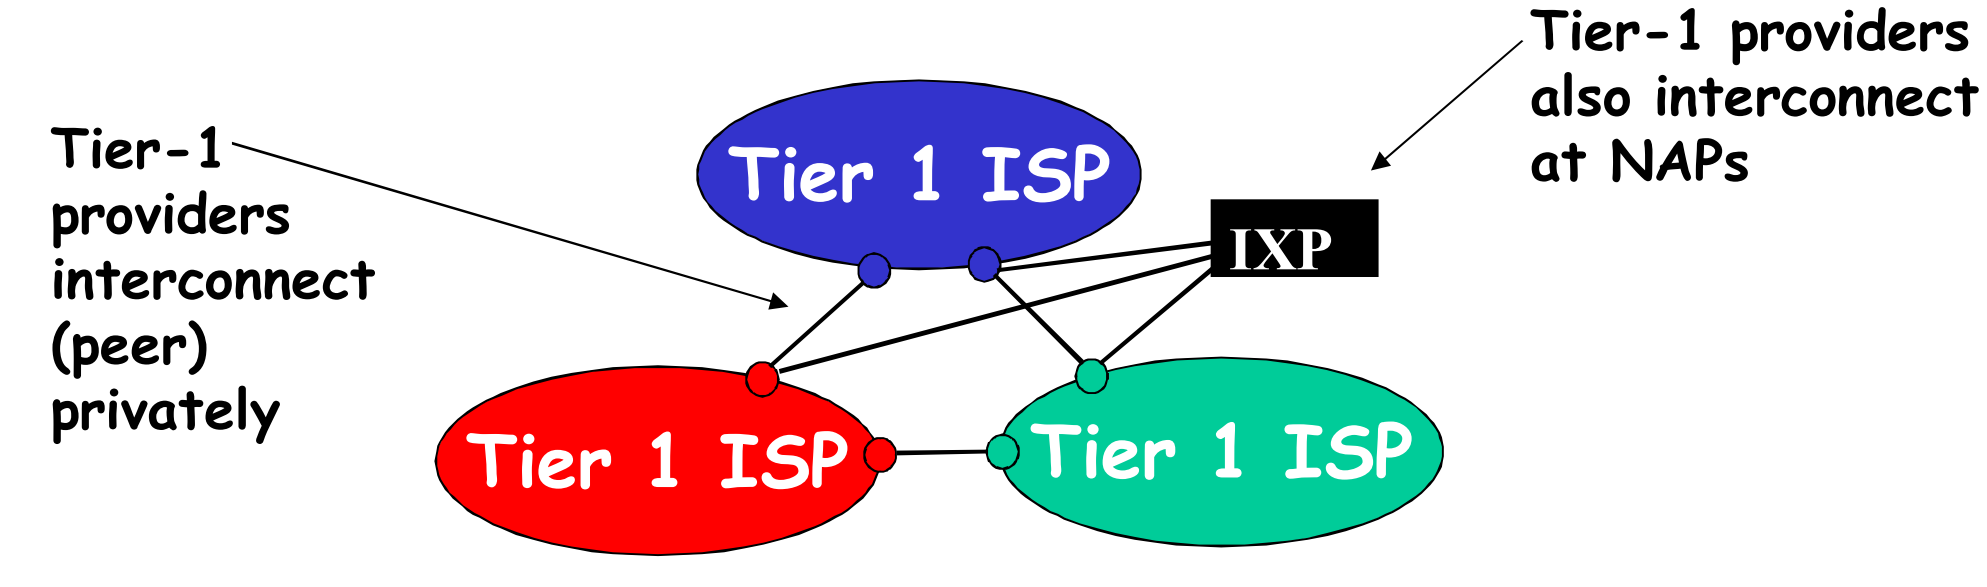 Tier-1 providers
also interconnect
at NAPs
Tier-1
providers
interconnect
(peer)
privately
Tier 1 ISP
IXP
Tier 1 ISP
Tier 1 ISP